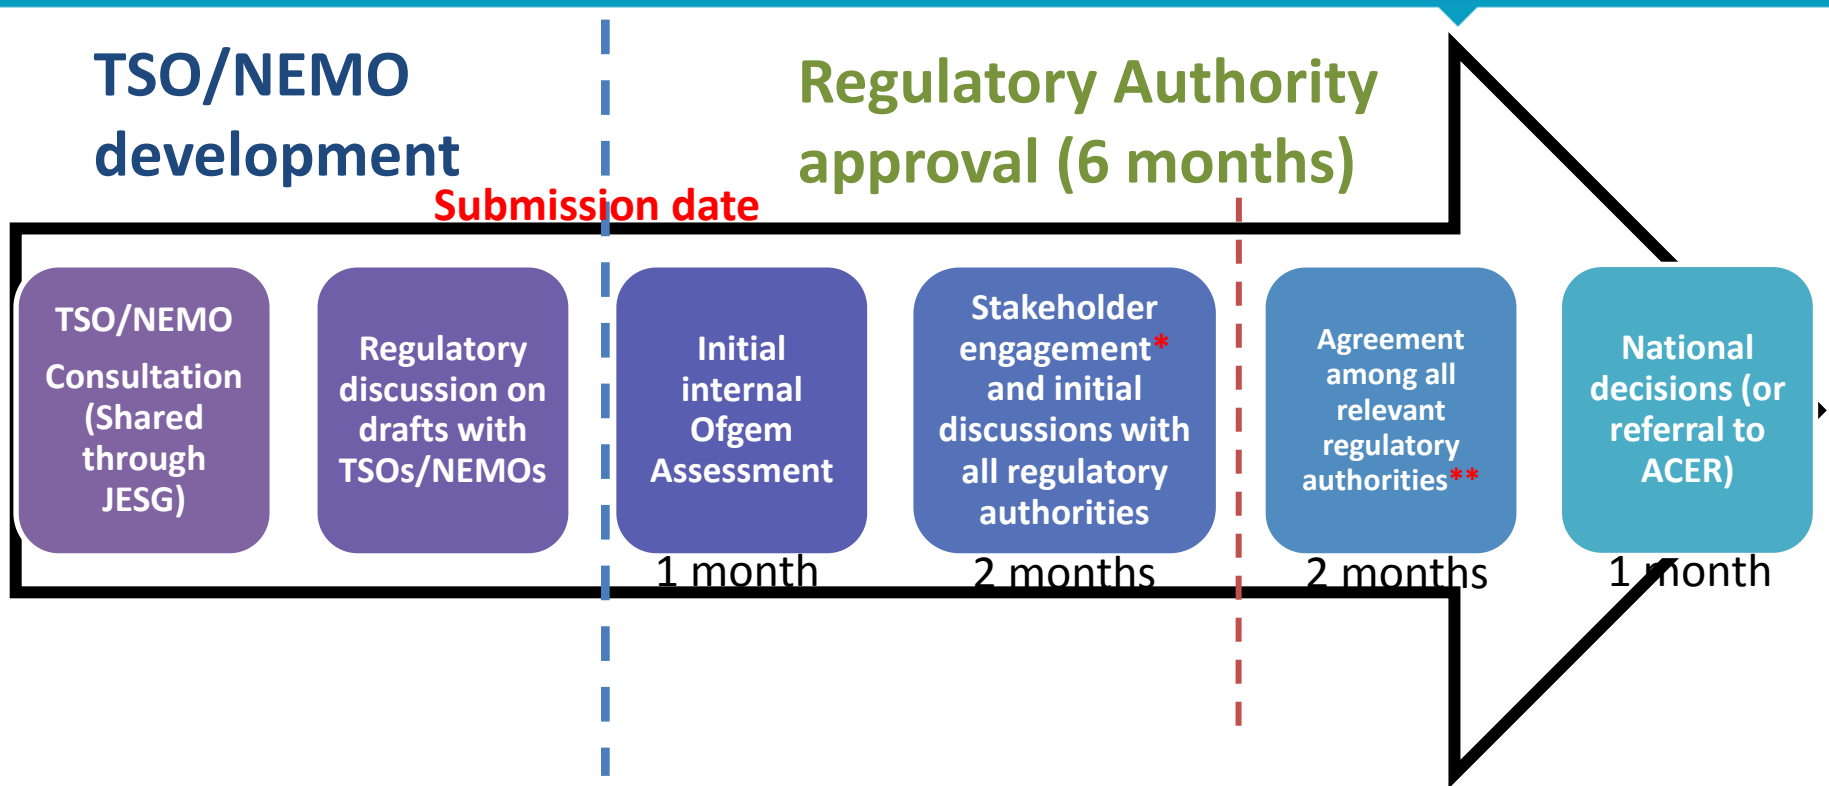 TSO/NEMO
development
Regulatory Authority
approval (6 months)
Submission date
TSO/NEMO
Consultation
(Shared
through
JESG)
Regulatory
discussion on
drafts with
TSOs/NEMOs
Initial
internal
Ofgem
Assessment
1 month
Stakeholder
engagement*
and initial
discussions with
all regulatory
authorities
2 months
Agreement
among all
relevant
regulatory
authorities**
2 months
National
decisions (or
referral to
ACER)
1 month